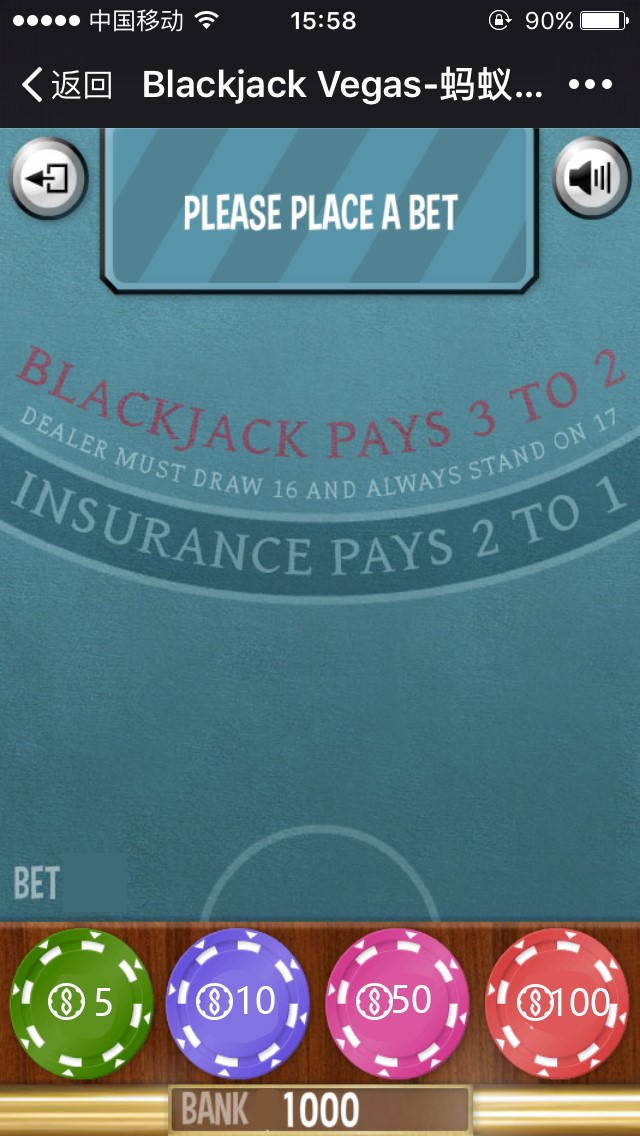 中国移动 15:58 90%
返回 Blackjack Vegas-蚂蚁...
PLEASE PLACE A BET
BLACKJACK PAYS 3 TO 2
DEALER MUST DRAW 16 AND ALWAYS STAND ON 17
INSURANCE PAYS 2 TO 1
BET
5 10 50 100
BANK 1000